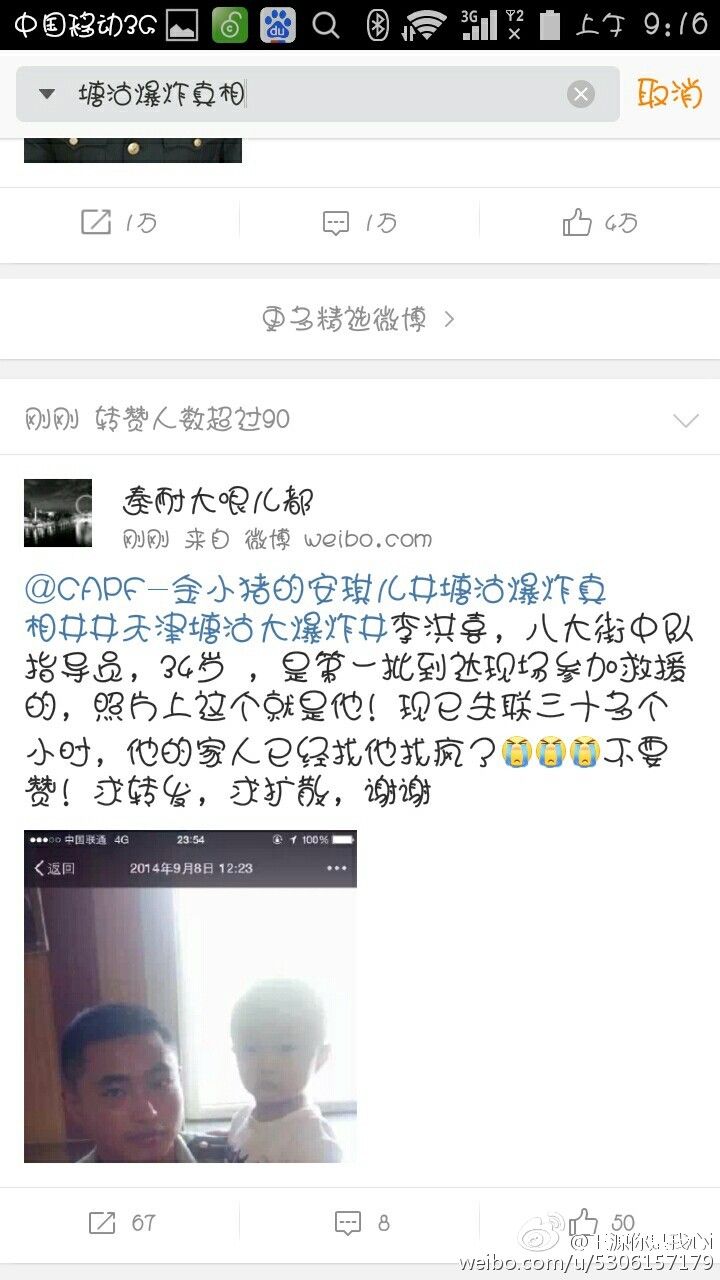 中国移动3G
3G
上午 9:16
塘沽爆炸真相
取消
1万
1万
4万
更多精选微博 >
刚刚 转赞人数超过90
秦耐大哏儿都
刚刚 来自 微博 weibo.com
@CAPF-金小猪的安琪儿#塘沽爆炸真
相##天津塘沽大爆炸#李洪喜，八大街中队
指导员，34岁 ，是第一批到达现场参加救援
的，照片上这个就是他！现已失联三十多个
小时，他的家人已经找他找疯了😭😭😭不要
赞！求转发，求扩散，谢谢
中国联通 4G
23:54
100%
返回
2014年9月8日 12:23
67
8
50
weibo.com/u/5306157179